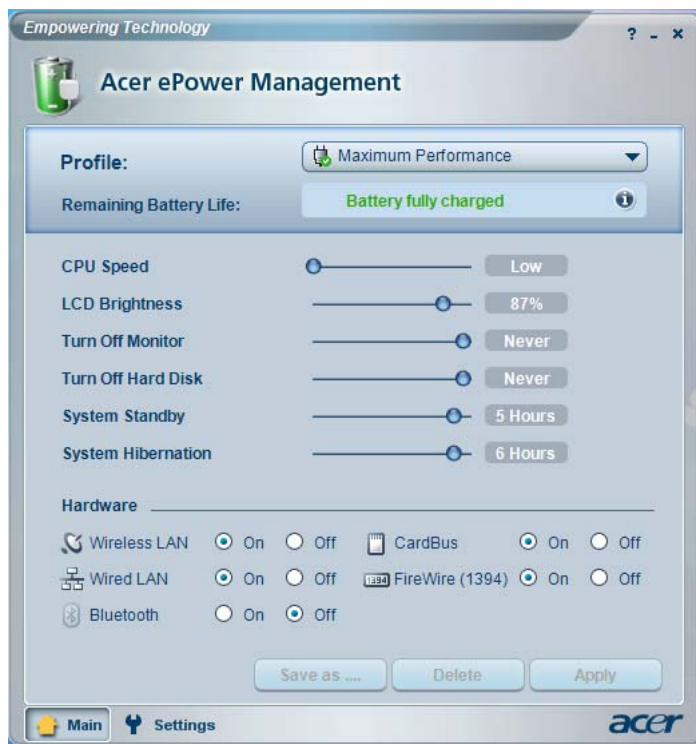 Empowering Technology
? - x
Acer ePower Management
Profile: Maximum Performance
Remaining Battery Life: Battery fully charged
CPU Speed Low
LCD Brightness 87%
Turn Off Monitor Never
Turn Off Hard Disk Never
System Standby 5 Hours
System Hibernation 6 Hours
Hardware
Wireless LAN On Off CardBus On Off
Wired LAN On Off 1394 FireWire (1394) On Off
Bluetooth On Off
Save as .... Delete Apply
Main Settings acer